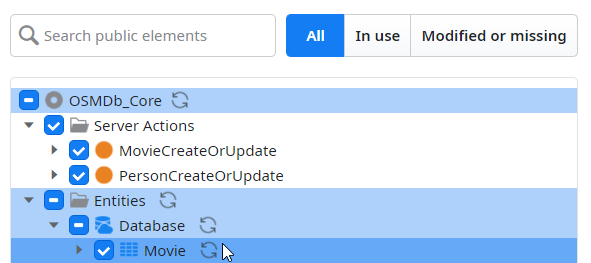 Search public elements
All
In use
Modified or missing
OSMDb_Core
Server Actions
MovieCreateOrUpdate
PersonCreateOrUpdate
Entities
Database
Movie